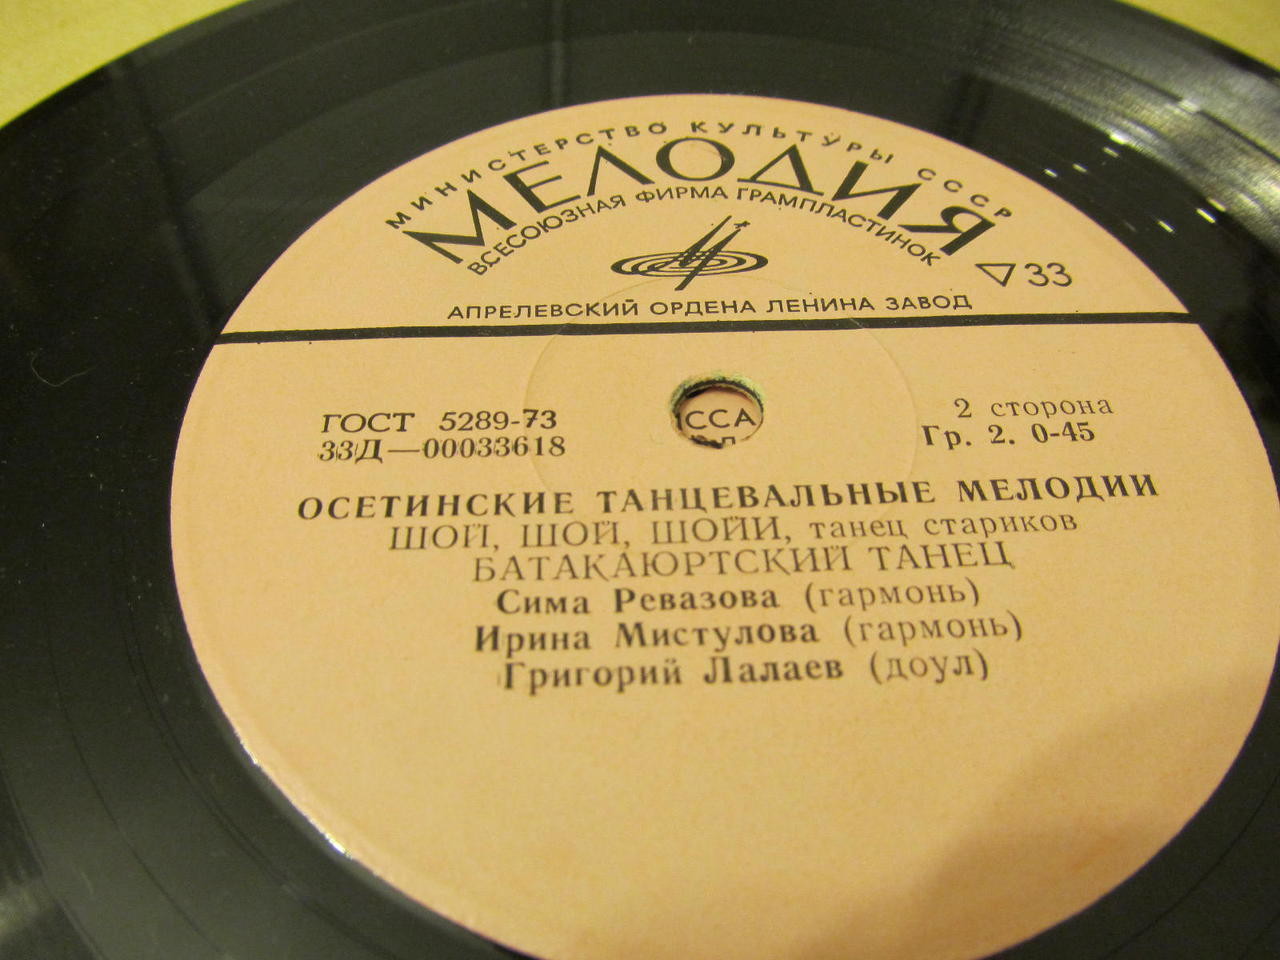 МИНИСТЕРСТВО КУЛЬТУРЫ СССР
МЕЛОДИЯ
ВСЕСОЮЗНАЯ ФИРМА ГРАМПЛАСТИНОК
33
АПРЕЛЕВСКИЙ ОРДЕНА ЛЕНИНА ЗАВОД
ГОСТ 5289-73
33Д—00033618
ССА
2 сторона
Гр. 2. 0-45
ОСЕТИНСКИЕ ТАНЦЕВАЛЬНЫЕ МЕЛОДИИ
ШОЙ, ШОЙ, ШОЙИ, танец стариков
БАТАКАЮРТСКИЙ ТАНЕЦ
Сима Ревазова (гармонь)
Ирина Мистулова (гармонь)
Григорий Лалаев (доул)